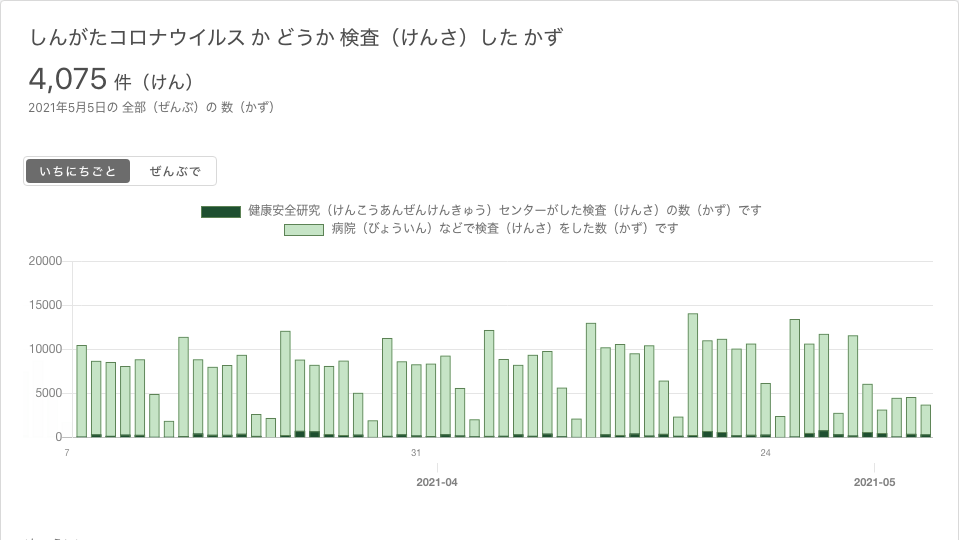 しんがたコロナウイルス か どうか 検査（けんさ）した かず
4,075 件（けん）
2021年5月5日の 全部（ぜんぶ）の 数（かず）
いちにちごと ぜんぶで
健康安全研究（けんこうあんぜんけんきゅう）センターがした検査（けんさ）の数（かず）です
病院（びょういん）などで検査（けんさ）をした数（かず）です
20000
15000
10000
5000
0
7 31 24
2021-04 2021-05